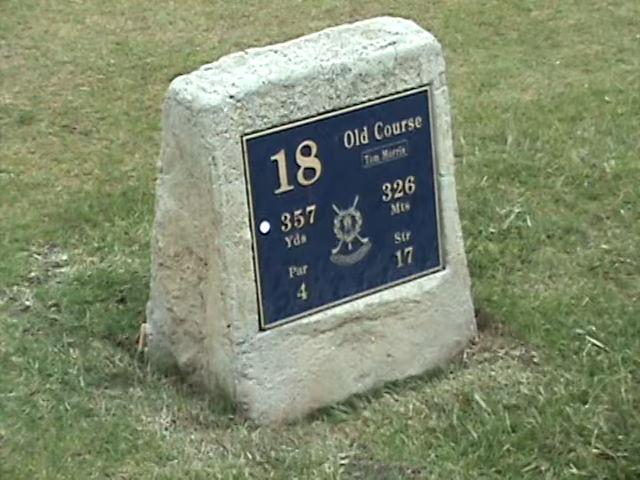 18
Old Course
Tom Morris
357
Yds
326
Mts
Par
4
Str
17